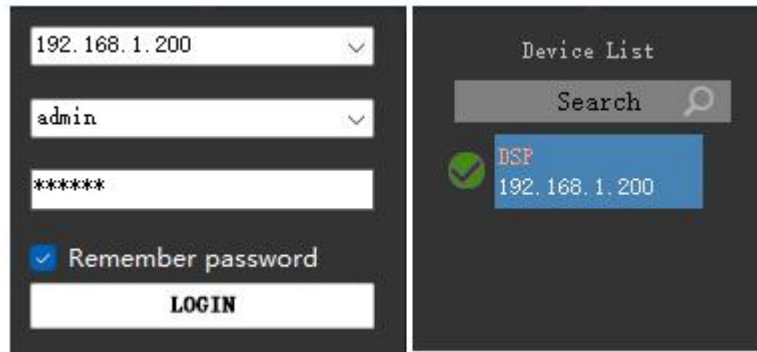 192.168.1.200
admin
******
Remember password
LOGIN
Device List
Search
DSP
192.168.1.200